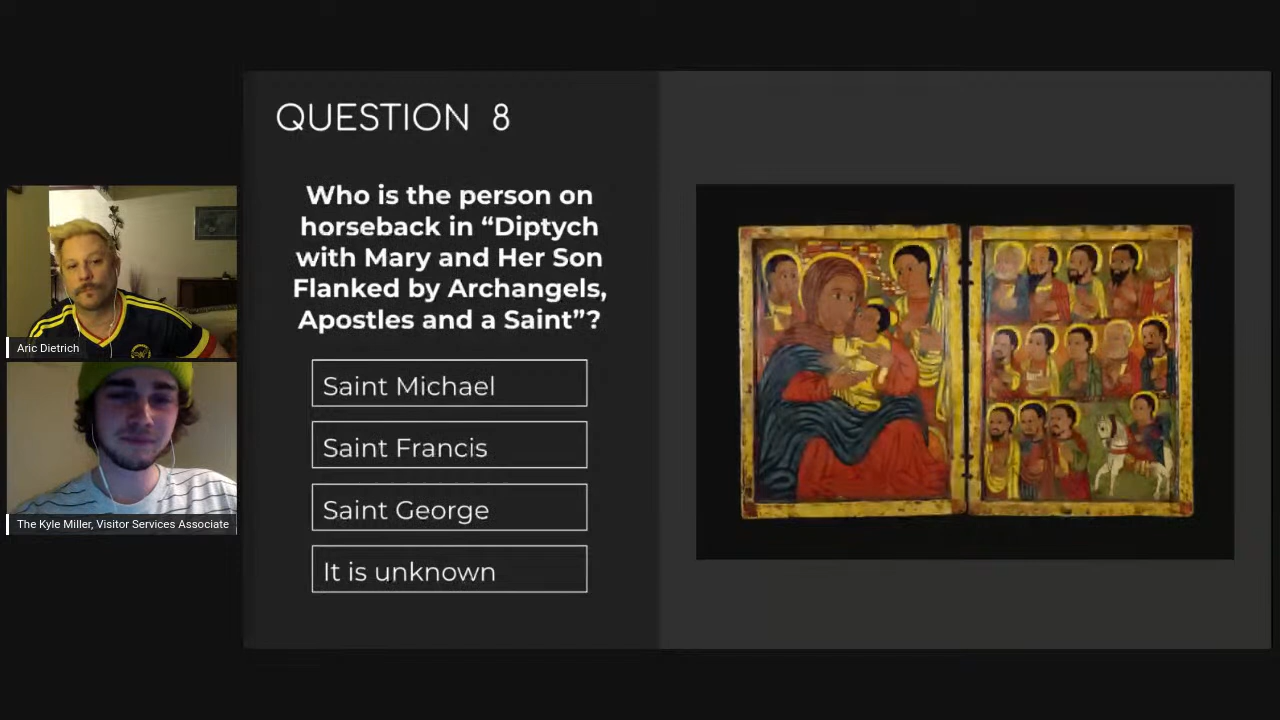 QUESTION 8
Who is the person on
horseback in “Diptych
with Mary and Her Son
Flanked by Archangels,
Apostles and a Saint”?
Saint Michael
Saint Francis
Saint George
It is unknown
Aric Dietrich
The Kyle Miller, Visitor Services Associate